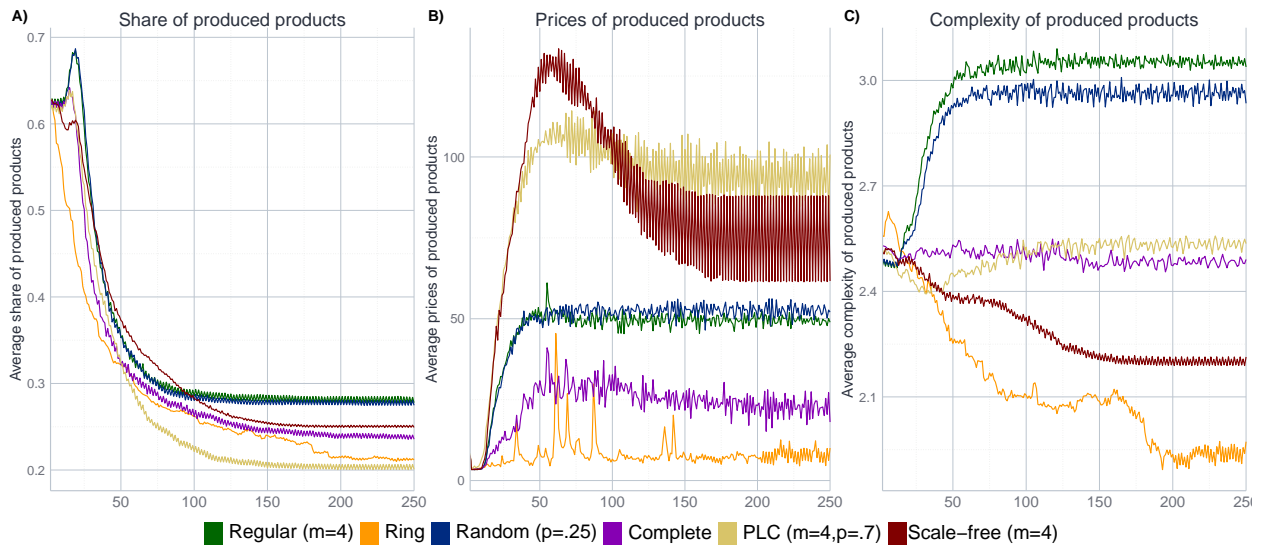 A)
Share of produced products
Average share of produced products
0.7
0.6
0.5
0.4
0.3
0.2
50
100
150
200
250
B)
Prices of produced products
Average prices of produced products
100
50
0
50
100
150
200
250
C)
Complexity of produced products
Average complexity of produced products
3.0
2.7
2.4
2.1
50
100
150
200
250
Regular (m=4) Ring Random (p=.25) Complete PLC (m=4,p=.7) Scale−free (m=4)